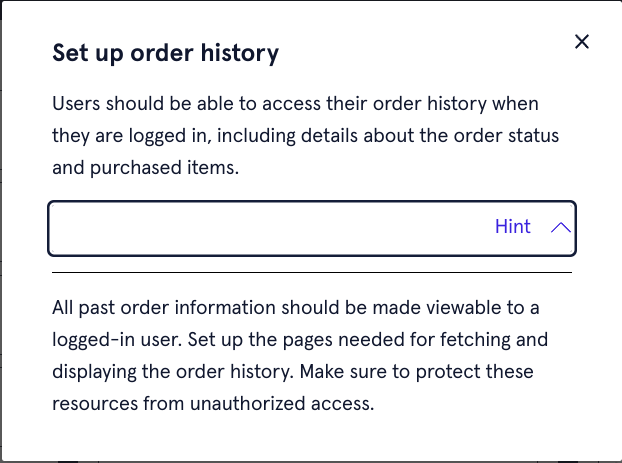 Set up order history
Users should be able to access their order history when
they are logged in, including details about the order status
and purchased items.
Hint
All past order information should be made viewable to a
logged-in user. Set up the pages needed for fetching and
displaying the order history. Make sure to protect these
resources from unauthorized access.